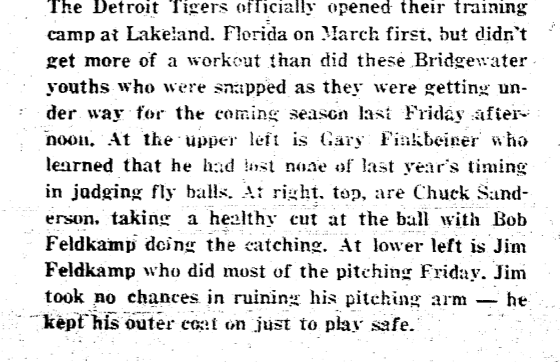 The Detroit Tigers officially opened their training
camp at Lakeland. Florida on March first, but didn't
get more of a workout than did these Bridgewater
youths who were snapped as they were getting un-
der way for the coming season last Friday after-
noon. At the upper left is Gary Finkbeiner who
learned that he had lost none of last year's timing
in judging fly balls. At right, top, are Chuck Sand-
erson, taking a healthy cut at the ball with Bob
Feldkamp doing the catching. At lower left is Jim
Feldkamp who did most of the pitching Friday. Jim
took no chances in ruining his pitching arm — he
kept his outer coat on just to play safe.